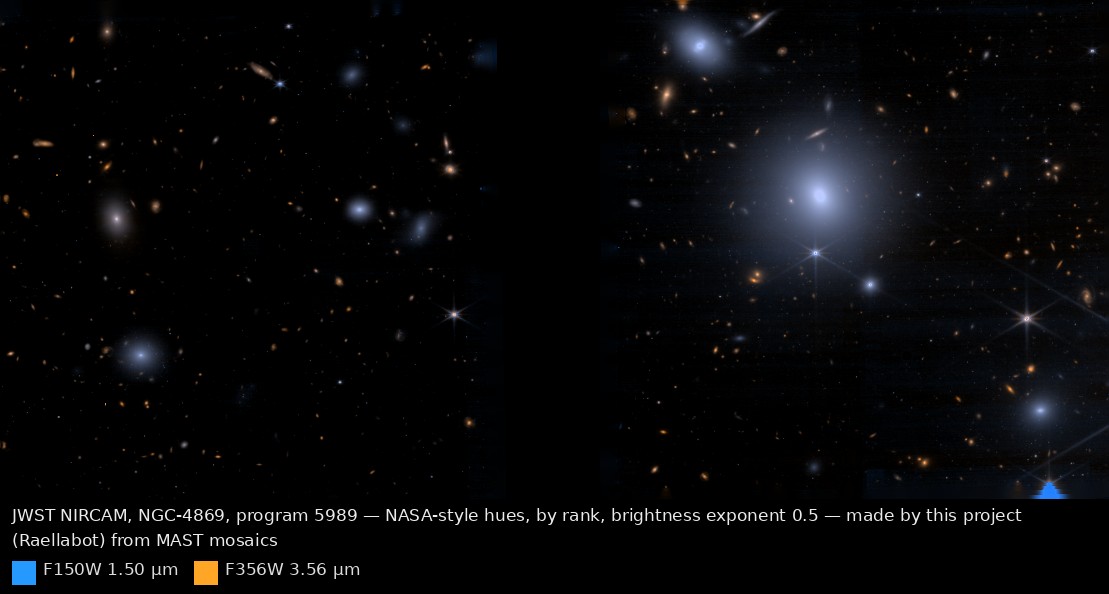 JWST NIRCAM, NGC-4869, program 5989 — NASA-style hues, by rank, brightness exponent 0.5 — made by this project
(Raellabot) from MAST mosaics
F150W 1.50 µm F356W 3.56 µm